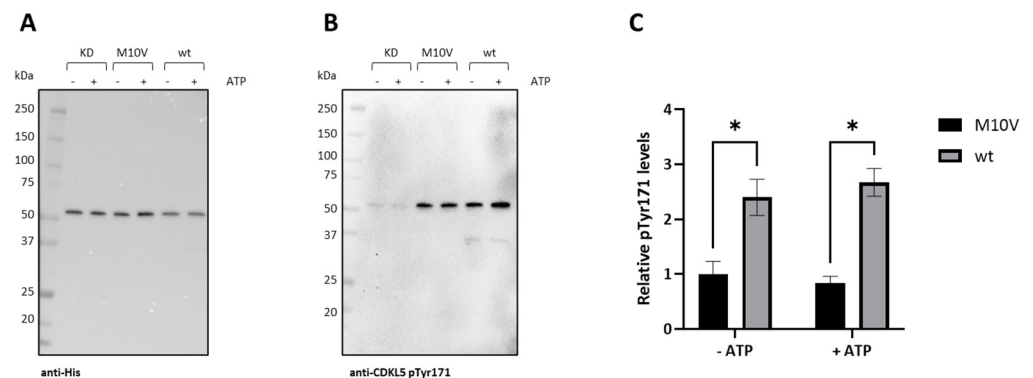 A
KD M10V wt
kDa - + - + - + ATP
250
150
100
75
50
37
25
20
anti-His
B
KD M10V wt
kDa - + - + - + ATP
250
150
100
75
50
37
25
20
anti-CDKL5 pTyr171
C
Relative pTyr171 levels
4
3
2
1
0
* *
- ATP + ATP
M10V
wt